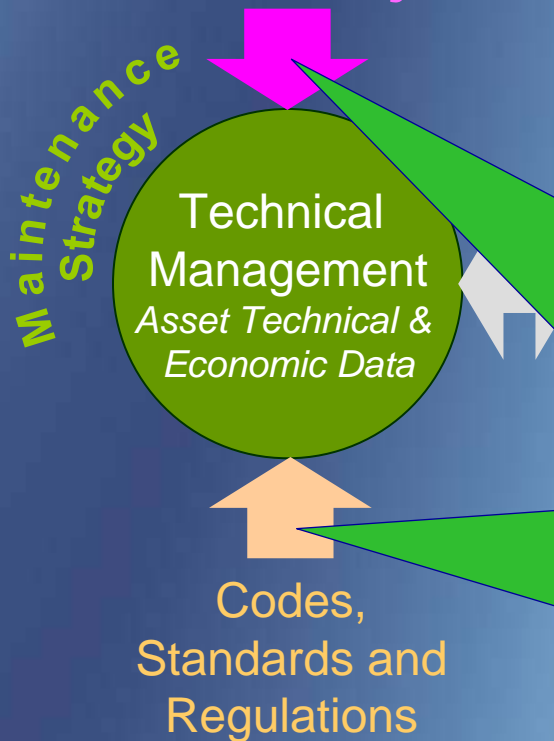 Maintenance
Strategy
Technical
Management
Asset Technical &
Economic Data
Codes,
Standards and
Regulations